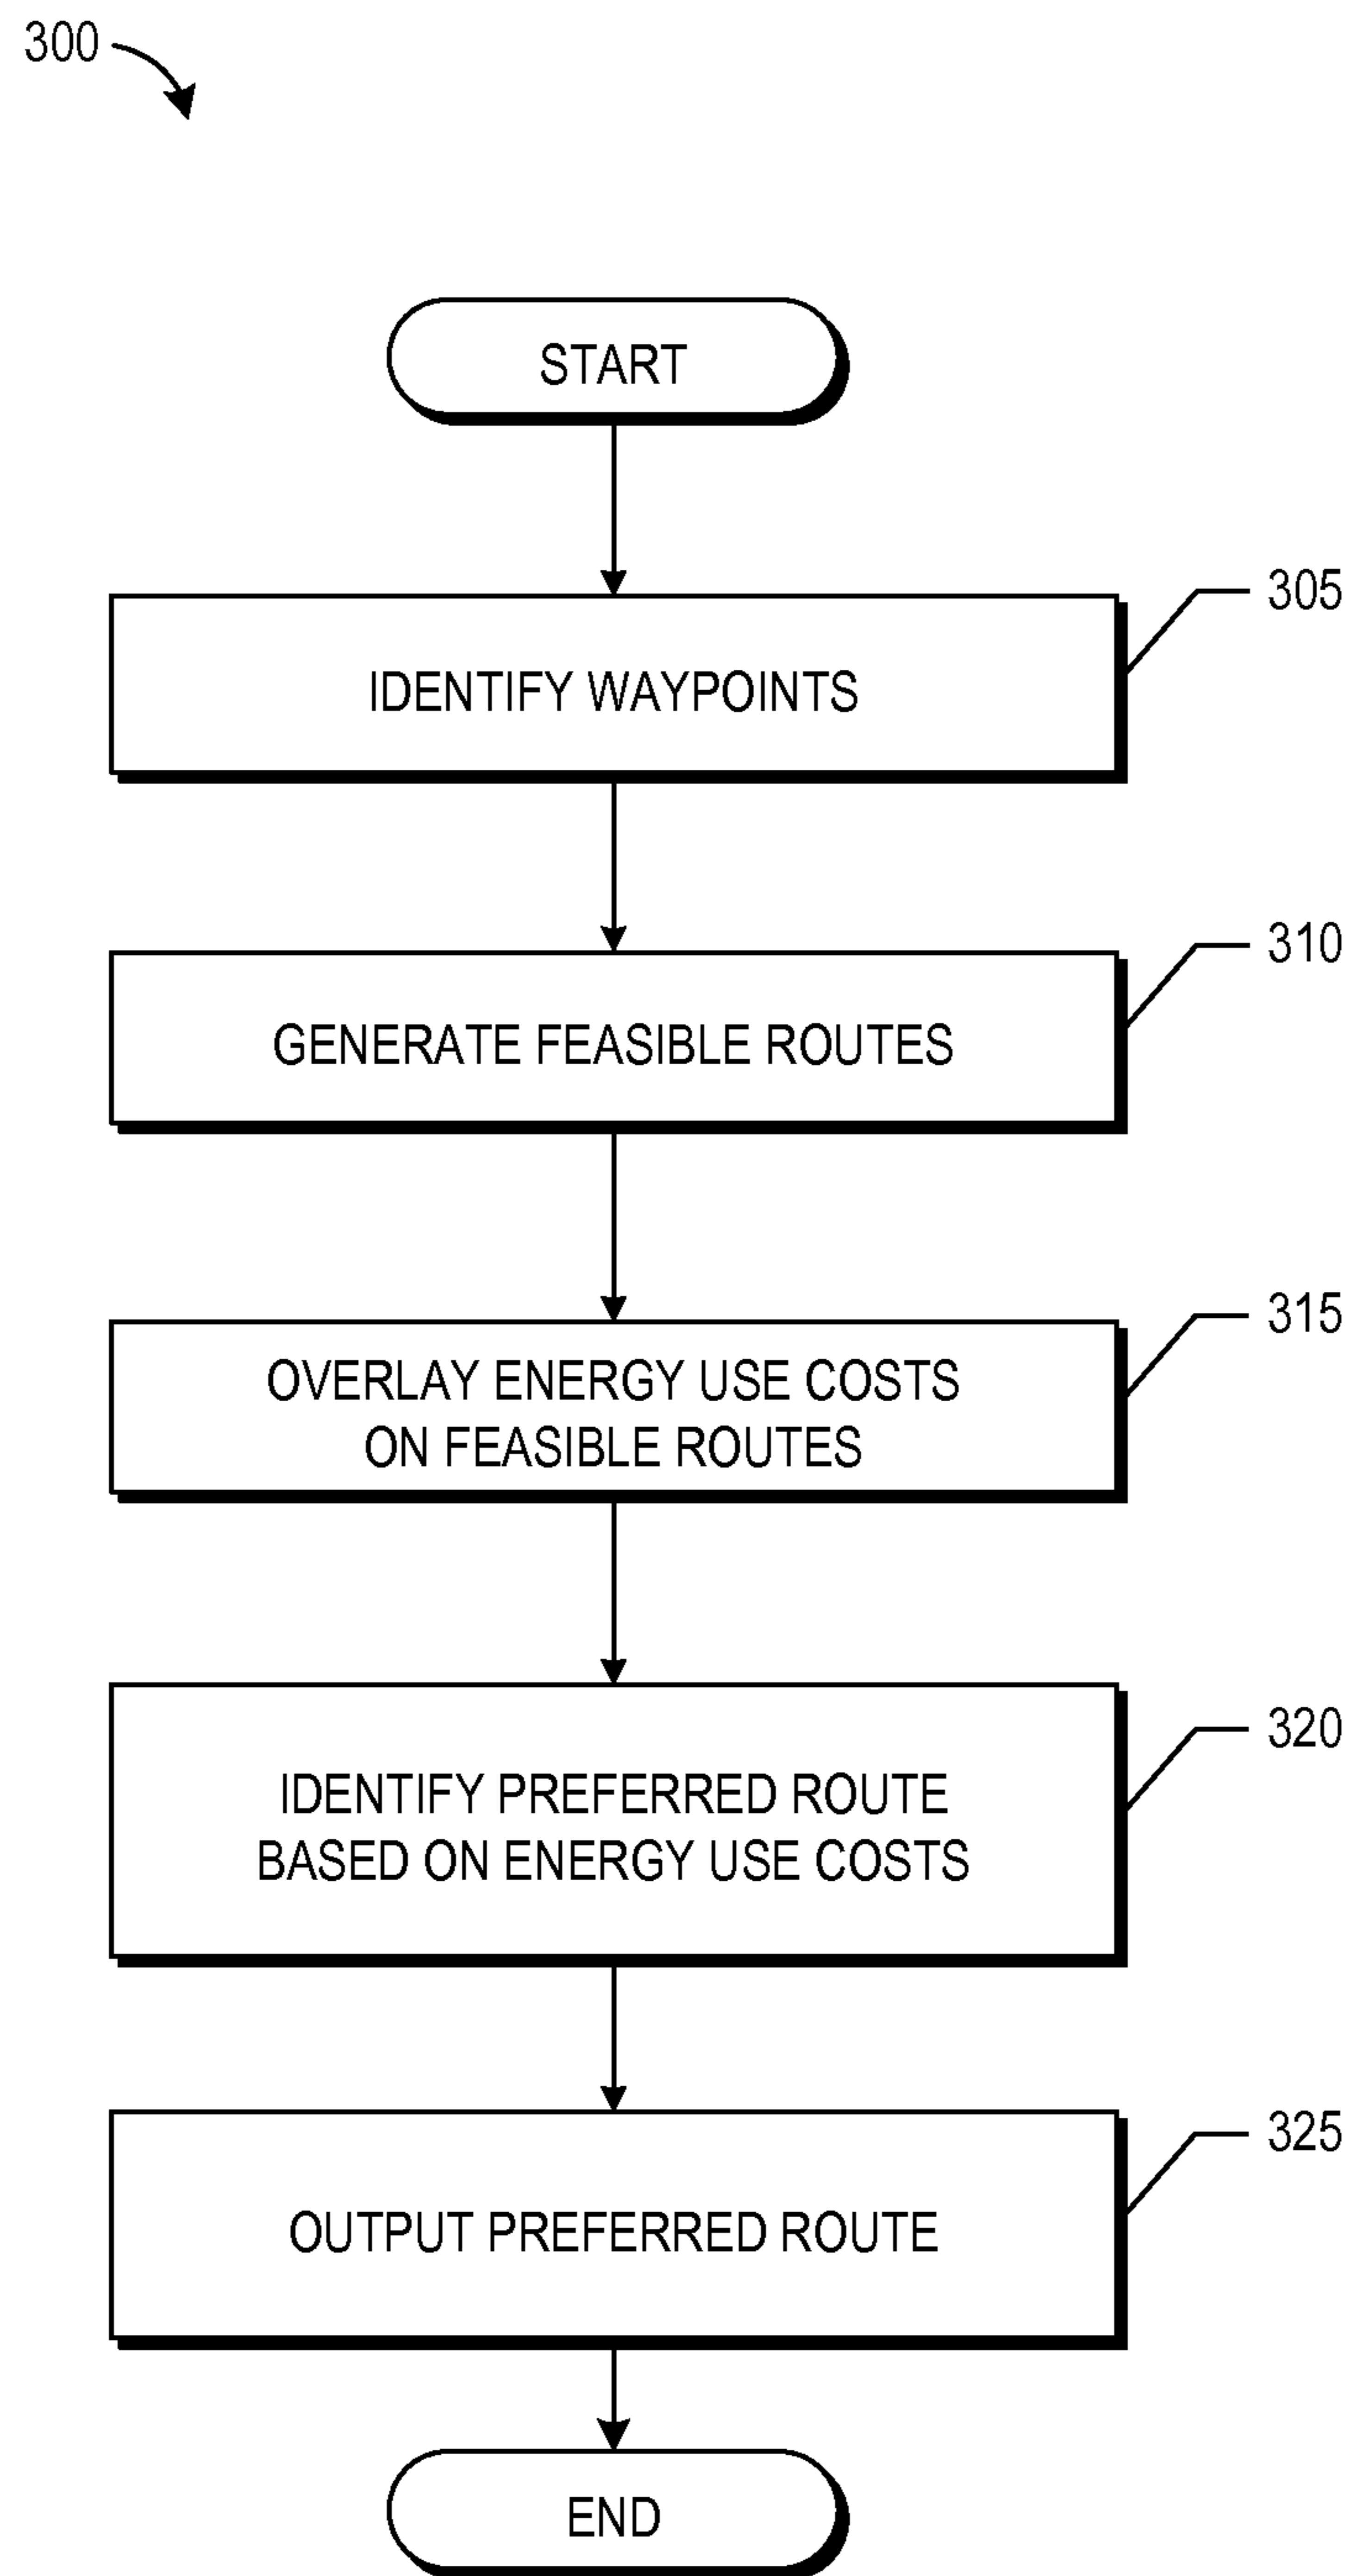 300
START
305
IDENTIFY WAYPOINTS
310
GENERATE FEASIBLE ROUTES
315
OVERLAY ENERGY USE COSTS
ON FEASIBLE ROUTES
320
IDENTIFY PREFERRED ROUTE
BASED ON ENERGY USE COSTS
325
OUTPUT PREFERRED ROUTE
END